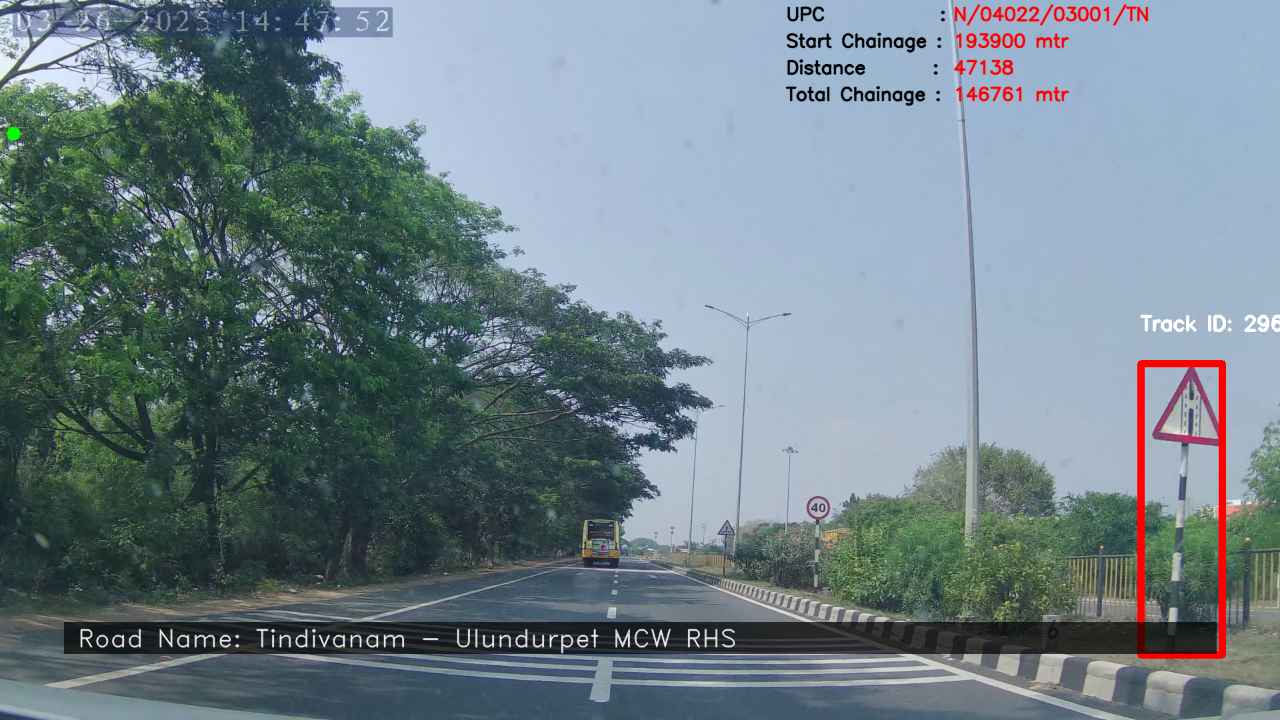 03-26-2025 14:47:52
UPC : N/04022/03001/TN
Start Chainage : 193900 mtr
Distance : 47138
Total Chainage : 146761 mtr
Track ID: 296
40
Road Name: Tindivanam - Ulundurpet MCW RHS